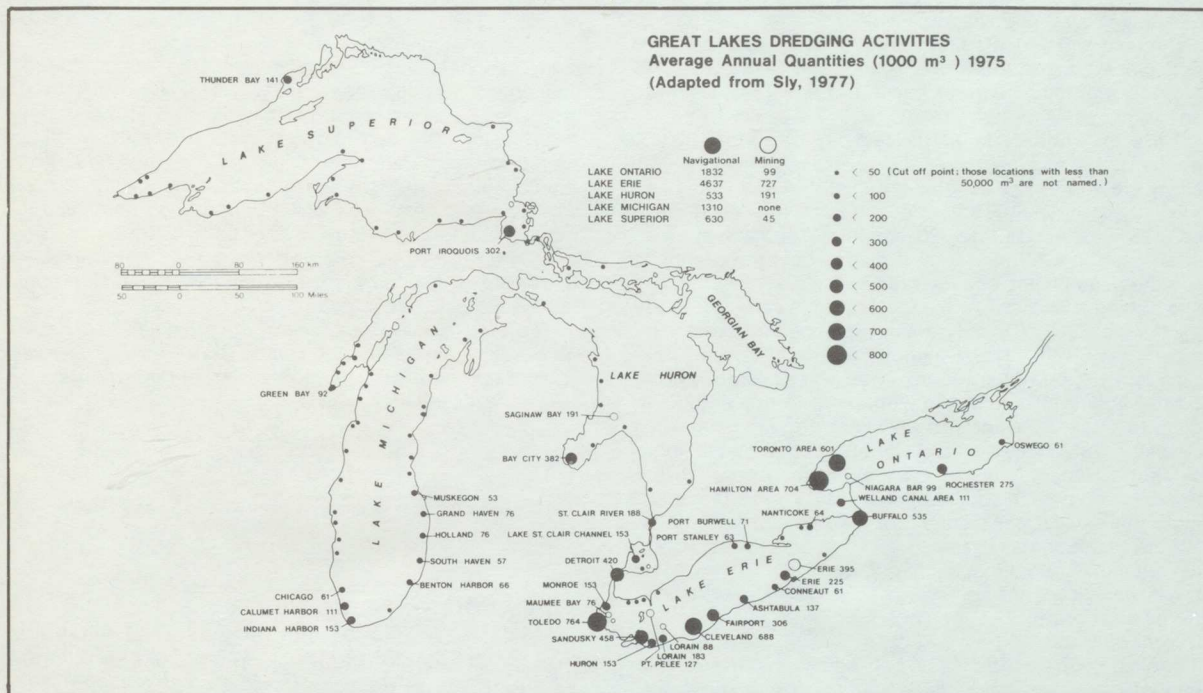 GREAT LAKES DREDGING ACTIVITIES
Average Annual Quantities (1000 m³ ) 1975
(Adapted from Sly, 1977)
Navigational Mining
LAKE ONTARIO 1832 99
LAKE ERIE 4637 727
LAKE HURON 533 191
LAKE MICHIGAN 1310 none
LAKE SUPERIOR 630 45
< 50 (Cut off point; those locations with less than
50,000 m³ are not named.)
< 100
< 200
< 300
< 400
< 500
< 600
< 700
< 800
THUNDER BAY 141
LAKE SUPERIOR
PORT IROQUOIS 302
80 0 80 160 km
50 0 50 100 Miles
GEORGIAN BAY
LAKE MICHIGAN
LAKE HURON
GREEN BAY 92
SAGINAW BAY 191
BAY CITY 382
TORONTO AREA 601
LAKE
ONTARIO
OSWEGO 61
HAMILTON AREA 704
NIAGARA BAR 99
ROCHESTER 275
WELLAND CANAL AREA 111
MUSKEGON 53
GRAND HAVEN 76
HOLLAND 76
SOUTH HAVEN 57
BENTON HARBOR 66
CHICAGO 61
CALUMET HARBOR 111
INDIANA HARBOR 153
ST. CLAIR RIVER 188
LAKE ST. CLAIR CHANNEL 153
DETROIT 420
MONROE 153
MAUMEE BAY 76
TOLEDO 764
SANDUSKY 458
HURON 153
PT. PELEE 127
LORAIN 183
LORAIN 88
CLEVELAND 688
FAIRPORT 306
ASHTABULA 137
CONNEAUT 61
ERIE 225
ERIE 395
BUFFALO 535
NANTICOKE 64
PORT BURWELL 71
PORT STANLEY 63
LAKE ERIE